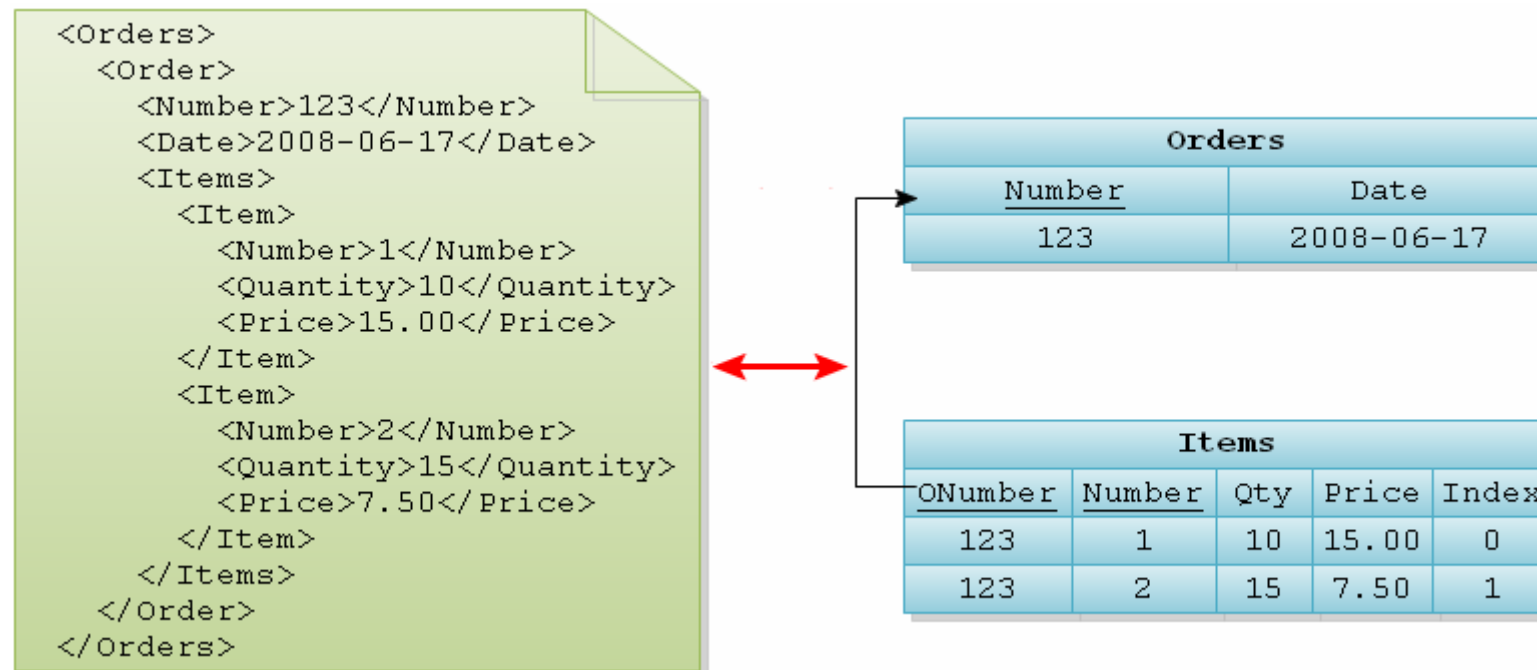 <Orders>
<Order>
<Number>123</Number>
<Date>2008-06-17</Date>
<Items>
<Item>
<Number>1</Number>
<Quantity>10</Quantity>
<Price>15.00</Price>
</Item>
<Item>
<Number>2</Number>
<Quantity>15</Quantity>
<Price>7.50</Price>
</Item>
</Items>
</Order>
</Orders>
Orders
Number Date
123 2008-06-17
Items
ONumber Number Qty Price Index
123 1 10 15.00 0
123 2 15 7.50 1